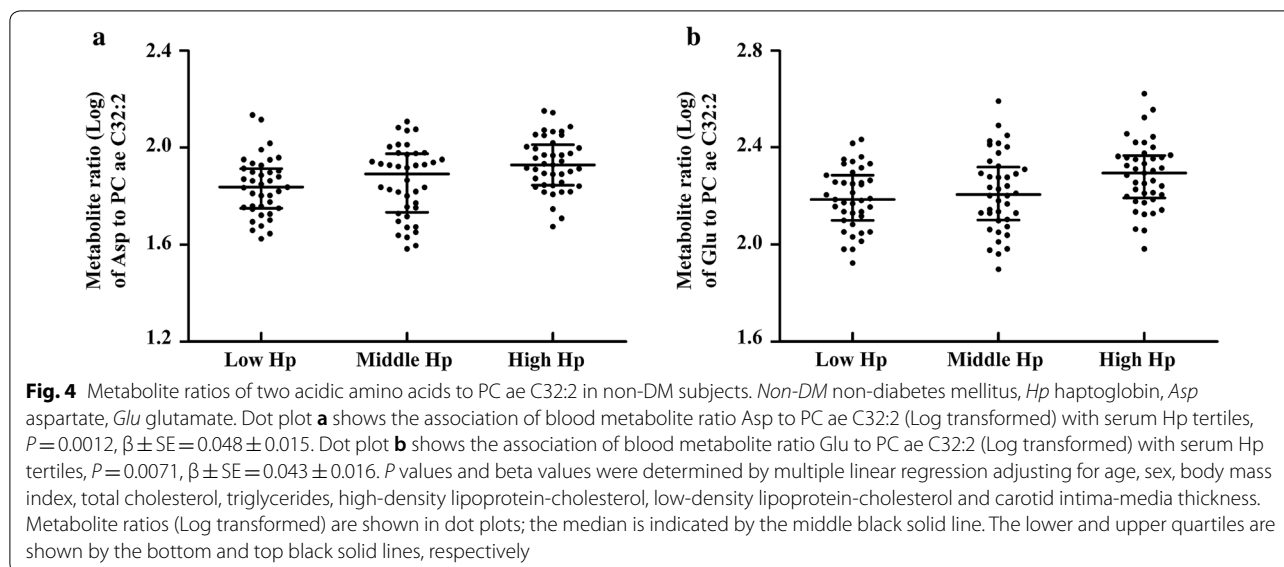 a
b
2.4
2.0
1.6
1.2
Metabolite ratio (Log)
of Asp to PC ae C32:2
Low Hp Middle Hp High Hp
2.8
2.4
2.0
1.6
Metabolite ratio (Log)
of Glu to PC ae C32:2
Low Hp Middle Hp High Hp
Fig. 4 Metabolite ratios of two acidic amino acids to PC ae C32:2 in non-DM subjects. Non-DM non-diabetes mellitus, Hp haptoglobin, Asp
aspartate, Glu glutamate. Dot plot a shows the association of blood metabolite ratio Asp to PC ae C32:2 (Log transformed) with serum Hp tertiles,
P = 0.0012, β ± SE = 0.048 ± 0.015. Dot plot b shows the association of blood metabolite ratio Glu to PC ae C32:2 (Log transformed) with serum Hp
tertiles, P = 0.0071, β ± SE = 0.043 ± 0.016. P values and beta values were determined by multiple linear regression adjusting for age, sex, body mass
index, total cholesterol, triglycerides, high-density lipoprotein-cholesterol, low-density lipoprotein-cholesterol and carotid intima-media thickness.
Metabolite ratios (Log transformed) are shown in dot plots; the median is indicated by the middle black solid line. The lower and upper quartiles are
shown by the bottom and top black solid lines, respectively